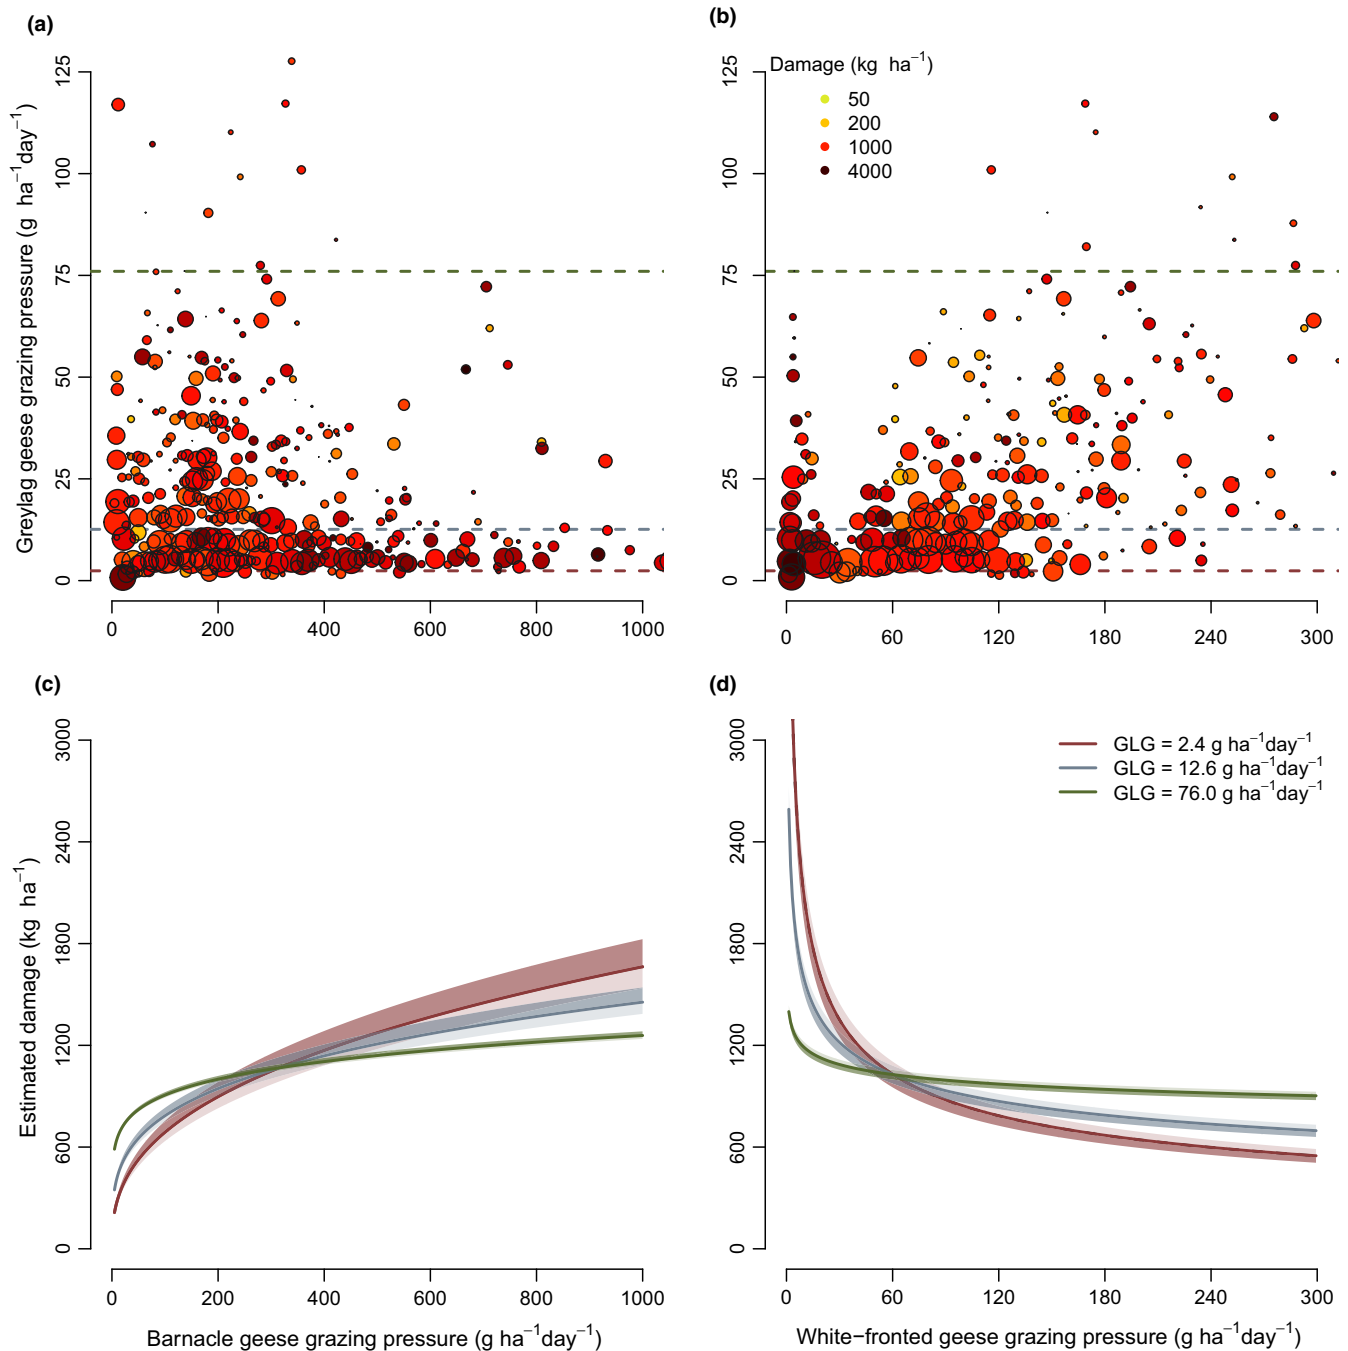 (a)
Greylag geese grazing pressure (g ha−1day−1)
0 25 50 75 100 125
0 200 400 600 800 1000
(b)
Damage (kg ha−1)
50
200
1000
4000
0 25 50 75 100 125
0 60 120 180 240 300
(c)
Estimated damage (kg ha−1)
0 600 1200 1800 2400 3000
0 200 400 600 800 1000
Barnacle geese grazing pressure (g ha−1day−1)
(d)
GLG = 2.4 g ha−1day−1
GLG = 12.6 g ha−1day−1
GLG = 76.0 g ha−1day−1
0 600 1200 1800 2400 3000
0 60 120 180 240 300
White−fronted geese grazing pressure (g ha−1day−1)